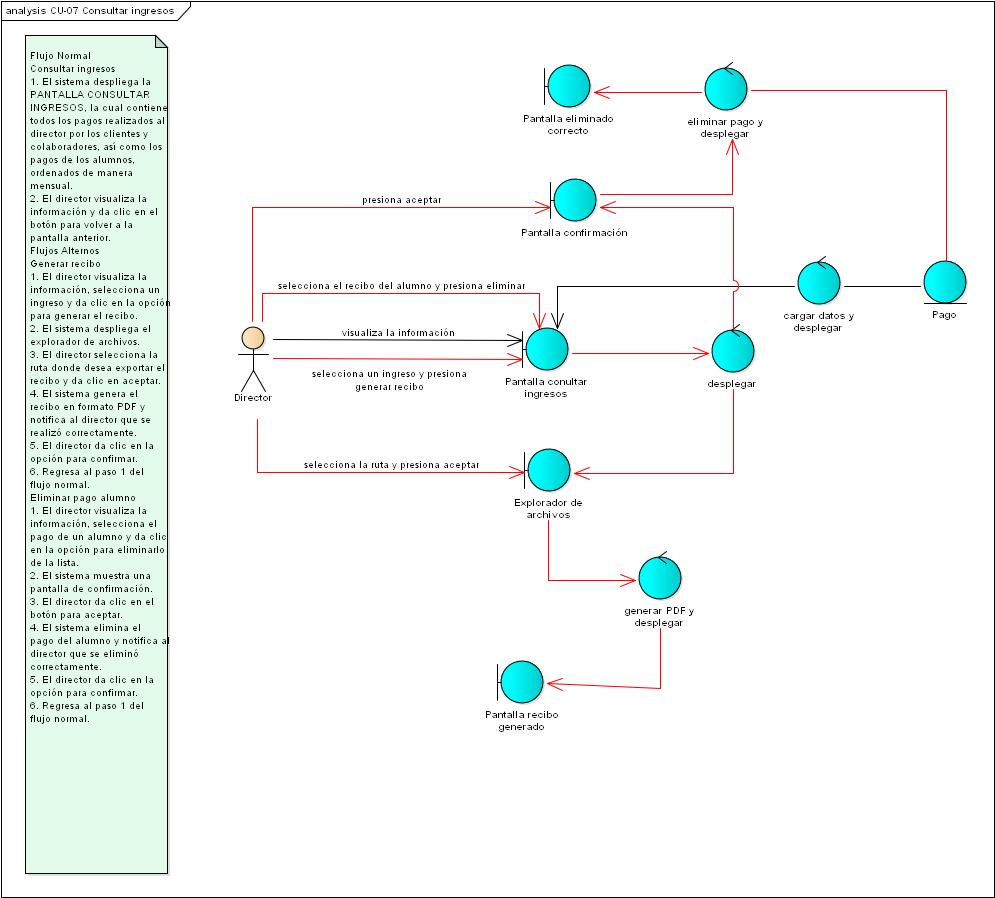 analysis CU-07 Consultar ingresos
Flujo Normal
Consultar ingresos
1. El sistema despliega la
PANTALLA CONSULTAR
INGRESOS, la cual contiene
todos los pagos realizados al
director por los clientes y
colaboradores, así como los
pagos de los alumnos,
ordenados de manera
mensual.
2. El director visualiza la
información y da clic en el
botón para volver a la
pantalla anterior.
Flujos Alternos
Generar recibo
1. El director visualiza la
información, selecciona un
ingreso y da clic en la opción
para generar el recibo.
2. El sistema despliega el
explorador de archivos.
3. El director selecciona la
ruta donde desea exportar el
recibo y da clic en aceptar.
4. El sistema genera el
recibo en formato PDF y
notifica al director que se
realizó correctamente.
5. El director da clic en la
opción para confirmar.
6. Regresa al paso 1 del
flujo normal.
Eliminar pago alumno
1. El director visualiza la
información, selecciona el
pago de un alumno y da clic
en la opción para eliminarlo
de la lista.
2. El sistema muestra una
pantalla de confirmación.
3. El director da clic en el
botón para aceptar.
4. El sistema elimina el
pago del alumno y notifica al
director que se eliminó
correctamente.
5. El director da clic en la
opción para confirmar.
6. Regresa al paso 1 del
flujo normal.
Pantalla eliminado
correcto
eliminar pago y
desplegar
presiona aceptar
Pantalla confirmación
selecciona el recibo del alumno y presiona eliminar
cargar datos y
desplegar
Pago
visualiza la información
selecciona un ingreso y presiona
generar recibo
Director
Pantalla conultar
ingresos
desplegar
selecciona la ruta y presiona aceptar
Explorador de
archivos
generar PDF y
desplegar
Pantalla recibo
generado